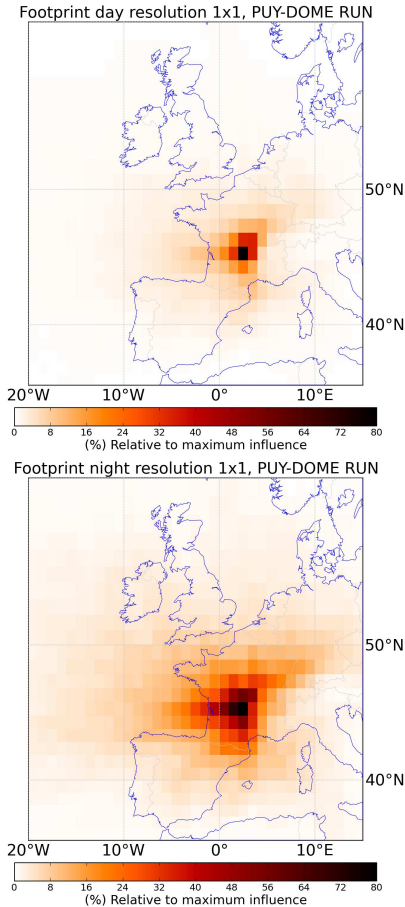 Footprint day resolution 1x1, PUY-DOME RUN
50°N
40°N
20°W 10°W 0° 10°E
0 8 16 24 32 40 48 56 64 72 80
(%) Relative to maximum influence
Footprint night resolution 1x1, PUY-DOME RUN
50°N
40°N
20°W 10°W 0° 10°E
0 8 16 24 32 40 48 56 64 72 80
(%) Relative to maximum influence